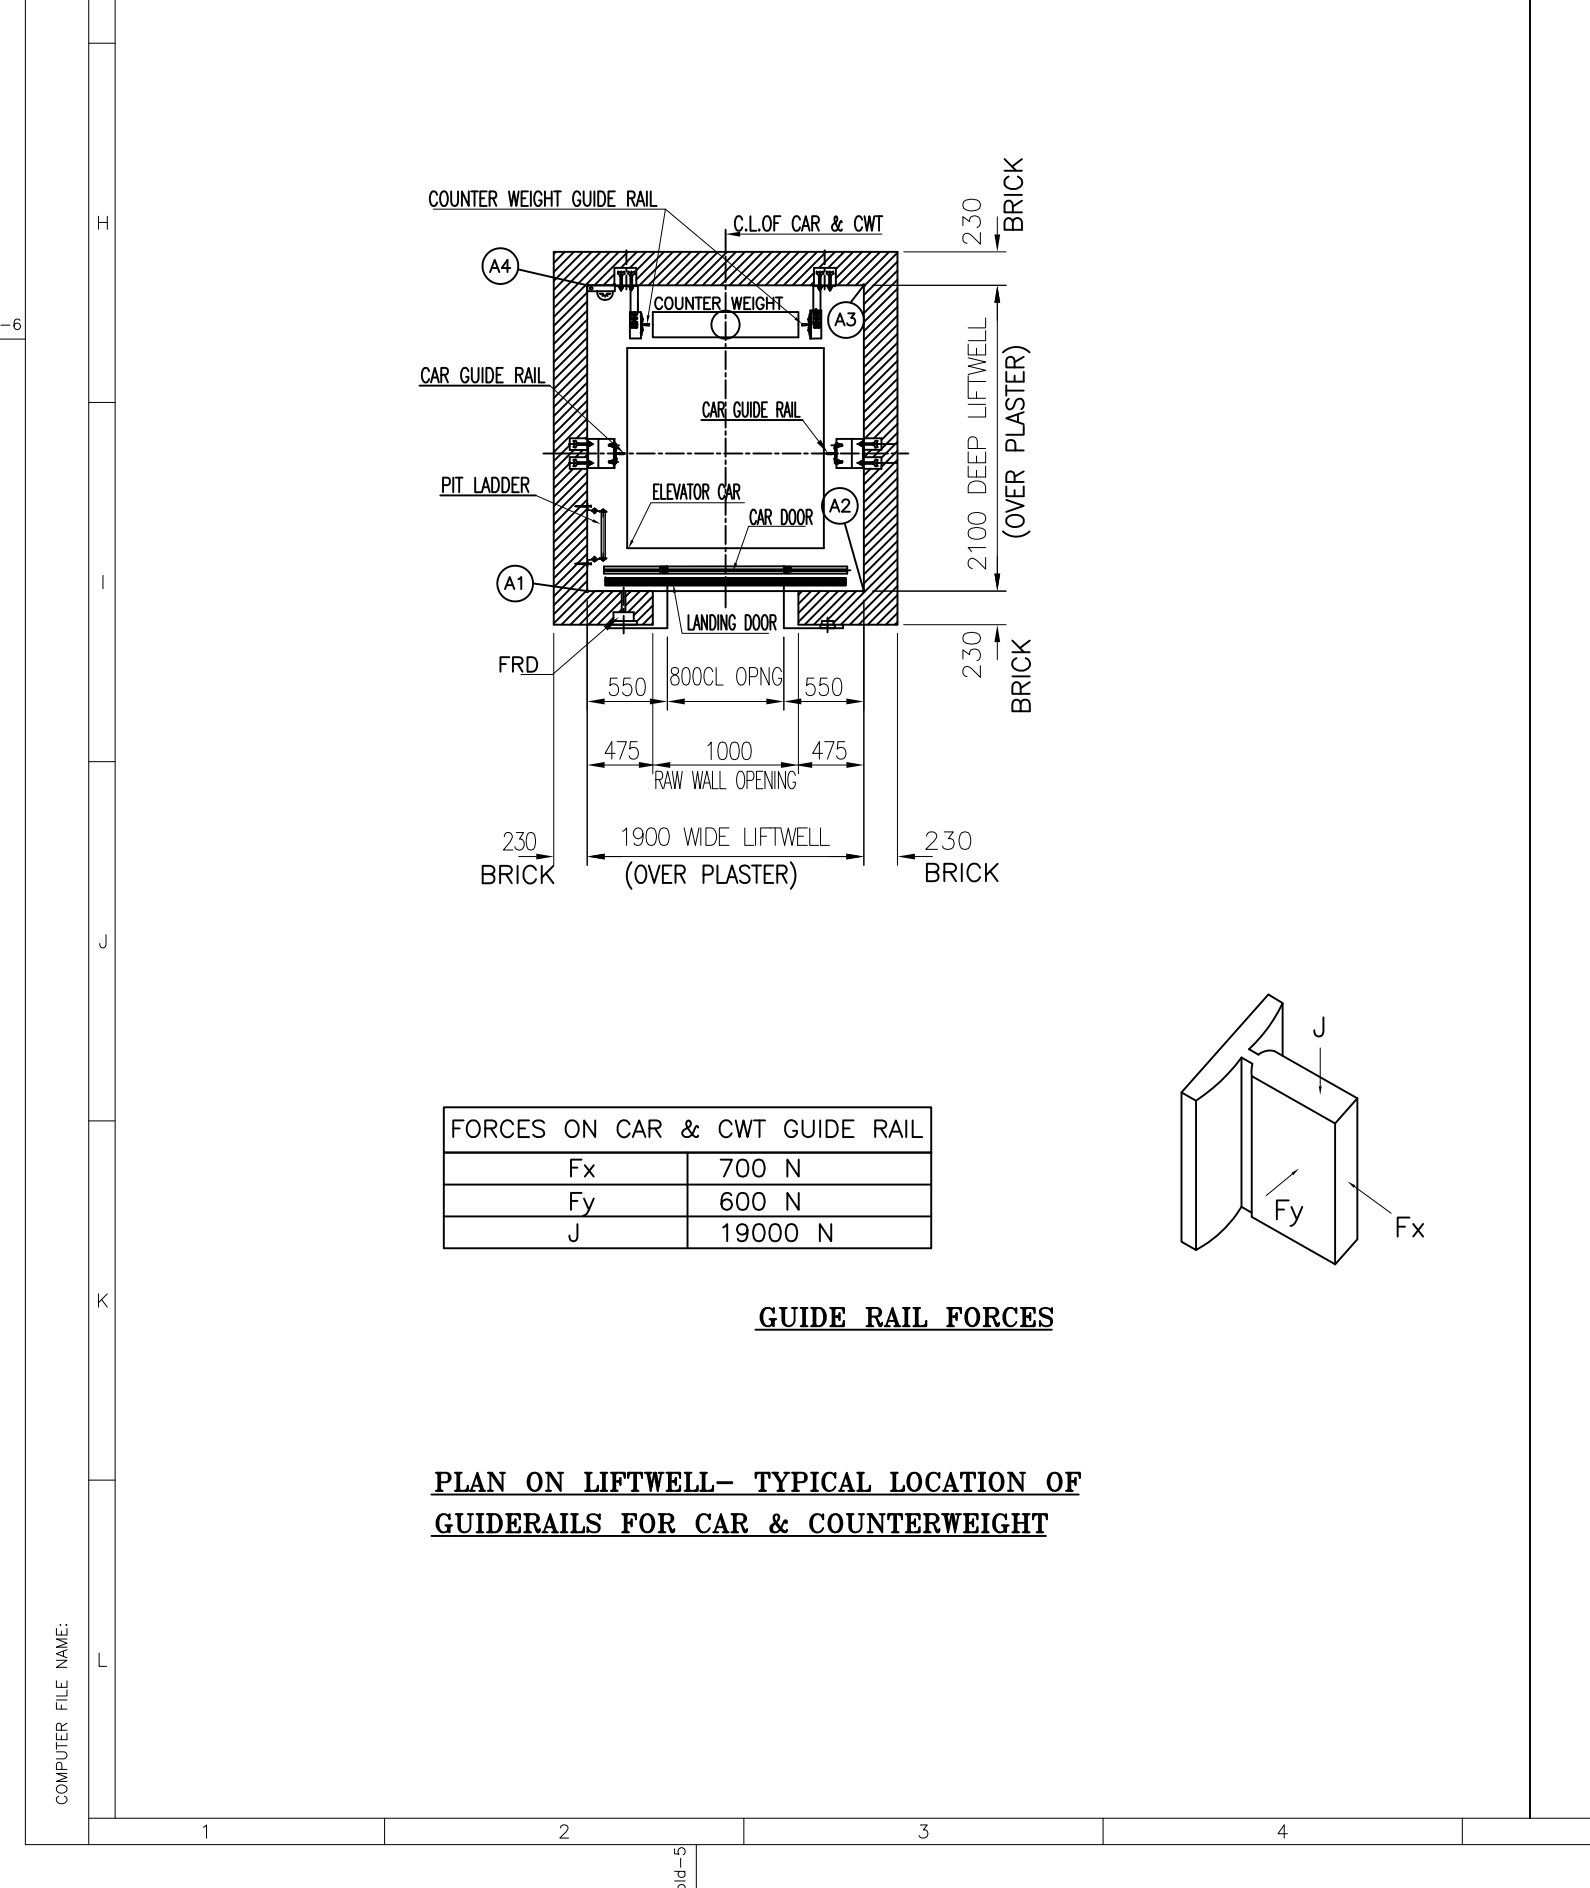 H
-6
I
J
K
L
COMPUTER FILE NAME:
COUNTER WEIGHT GUIDE RAIL
C.L.OF CAR & CWT
230
BRICK
A4
COUNTER WEIGHT
A3
CAR GUIDE RAIL
CAR GUIDE RAIL
2100 DEEP LIFTWELL
(OVER PLASTER)
PIT LADDER
ELEVATOR CAR
A2
CAR DOOR
A1
LANDING DOOR
230
BRICK
FRD
550
800CL OPNG
550
475
1000
475
RAW WALL OPENING
230
BRICK
1900 WIDE LIFTWELL
(OVER PLASTER)
230
BRICK
J
Fy
Fx
FORCES ON CAR & CWT GUIDE RAIL
Fx 700 N
Fy 600 N
J 19000 N
GUIDE RAIL FORCES
PLAN ON LIFTWELL- TYPICAL LOCATION OF
GUIDERAILS FOR CAR & COUNTERWEIGHT
1
2
3
4